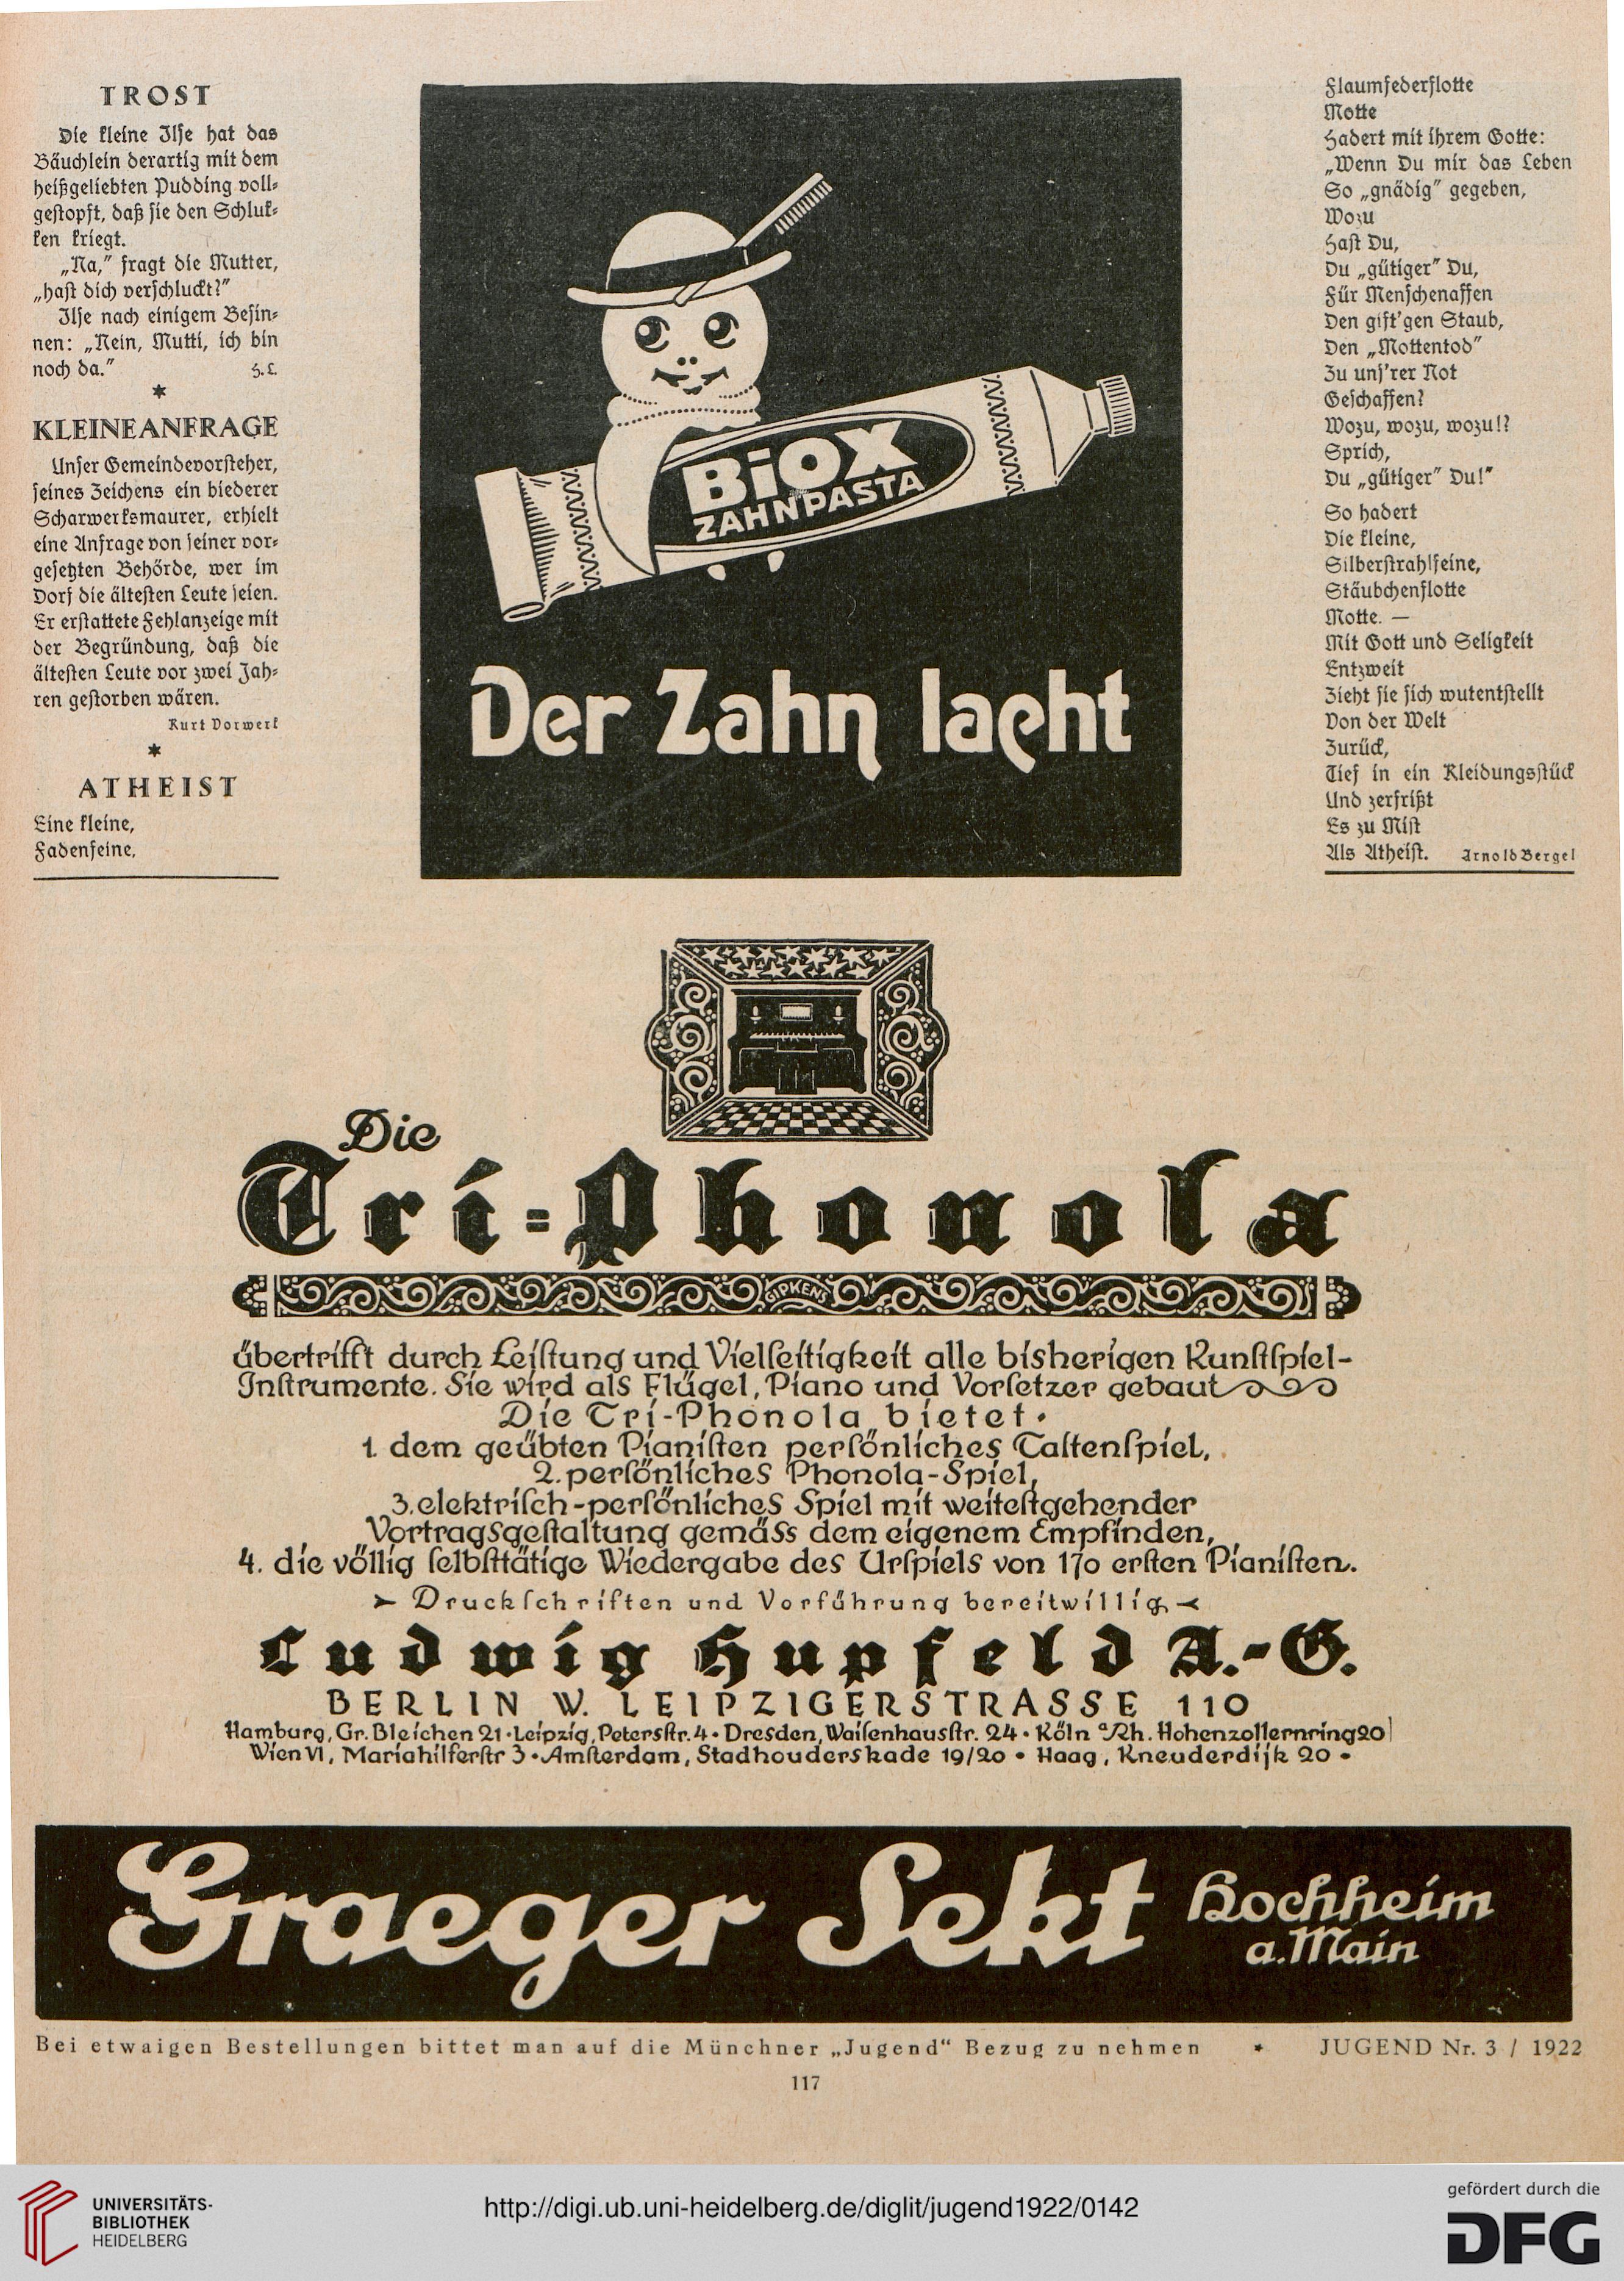 TROST
Die kleine Ilse hat das
Bäuchlein derartig mit dem
heißgeliebten Pudding voll-
gestopft, daß sie den Schluk-
ken kriegt.
„Na,” fragt die Mutter,
„hast dich verschluckt?”
Ilse nach einigem Besin-
nen: „Nein, Mutti, ich bin
noch da.” H. L.
*
KLEINE ANFRAGE
Unser Gemeindevorsteher,
seines Zeichens ein biederer
Scharwerksmaurer, erhielt
eine Anfrage von seiner vor-
gesetzten Behörde, wer im
Dorf die ältesten Leute seien.
Er erstattete Fehlanzeige mit
der Begründung, daß die
ältesten Leute vor zwei Jah-
ren gestorben wären.
Kurt Vorwerk
*
ATHEIST
Eine kleine,
Fadenfeine,
Flaumfederflotte
Motte
Hadert mit ihrem Gotte:
„Wenn Du mir das Leben
So „gnädig” gegeben,
Wozu
Hast Du,
Du „gütiger” Du,
Für Menschenaffen
Den gift'gen Staub,
Den „Mottentod”
Zu uns'rer Not
Geschaffen?
Wozu, wozu, wozu!?
Sprich,
Du „gütiger” Du!”
So hadert
Die kleine,
Silberstrahlfeine,
Stäubchenflotte
Motte. —
Mit Gott und Seligkeit
Entzweit
Zieht sie sich wutentstellt
Von der Welt
Zurück,
Tief in ein Kleidungsstück
Und zerfrißt
Es zu Mist
Als Atheist. Arnold Bergel
BiOX
ZAHNPASTA
Der Zahn lacht
Die
Tri-Phonola
GIPKENS
übertrifft durch Leistung und Vielseitigkeit alle bisherigen Kunstspiel-
Instrumente. Sie wird als Flügel, Piano und Vorsetzer gebaut
Die Tri-Phonola bietet.
1. dem geübten Pianisten persönliches Tastenspiel,
2. persönliches Phonola-Spiel,
3. elektrisch-persönliches Spiel mit weitestgehender
Vortragsgestaltung gemäss dem eigenem Empfinden,
4. die völlig selbsttätige Wiedergabe des Urspiels von 170 ersten Pianisten.
Druckschriften und Vorführung bereitwillig
Ludwig Hupfeld A.-G.
BERLIN W. LEIPZIGERSTRASSE 110
Hamburg, Gr. Bleichen 21 • Leipzig, Petersstr. 4 • Dresden, Waisenhausstr. 24 • Köln a/Rh. Hohenzollernring 20
Wien VI, Mariahilferstr 3 • Amsterdam, Stadhouderskade 19/20 • Haag, Kneuderdijk 20 •
Graeger Sekt Hochheim
a. Main
Bei etwaigen Bestellungen bittet man auf die Münchner „Jugend“ Bezug zu nehmen * JUGEND Nr. 3 / 1922
117
UNIVERSITÄTS-
BIBLIOTHEK
HEIDELBERG
http://digi.ub.uni-heidelberg.de/diglit/jugend1922/0142
gefördert durch die
DFG